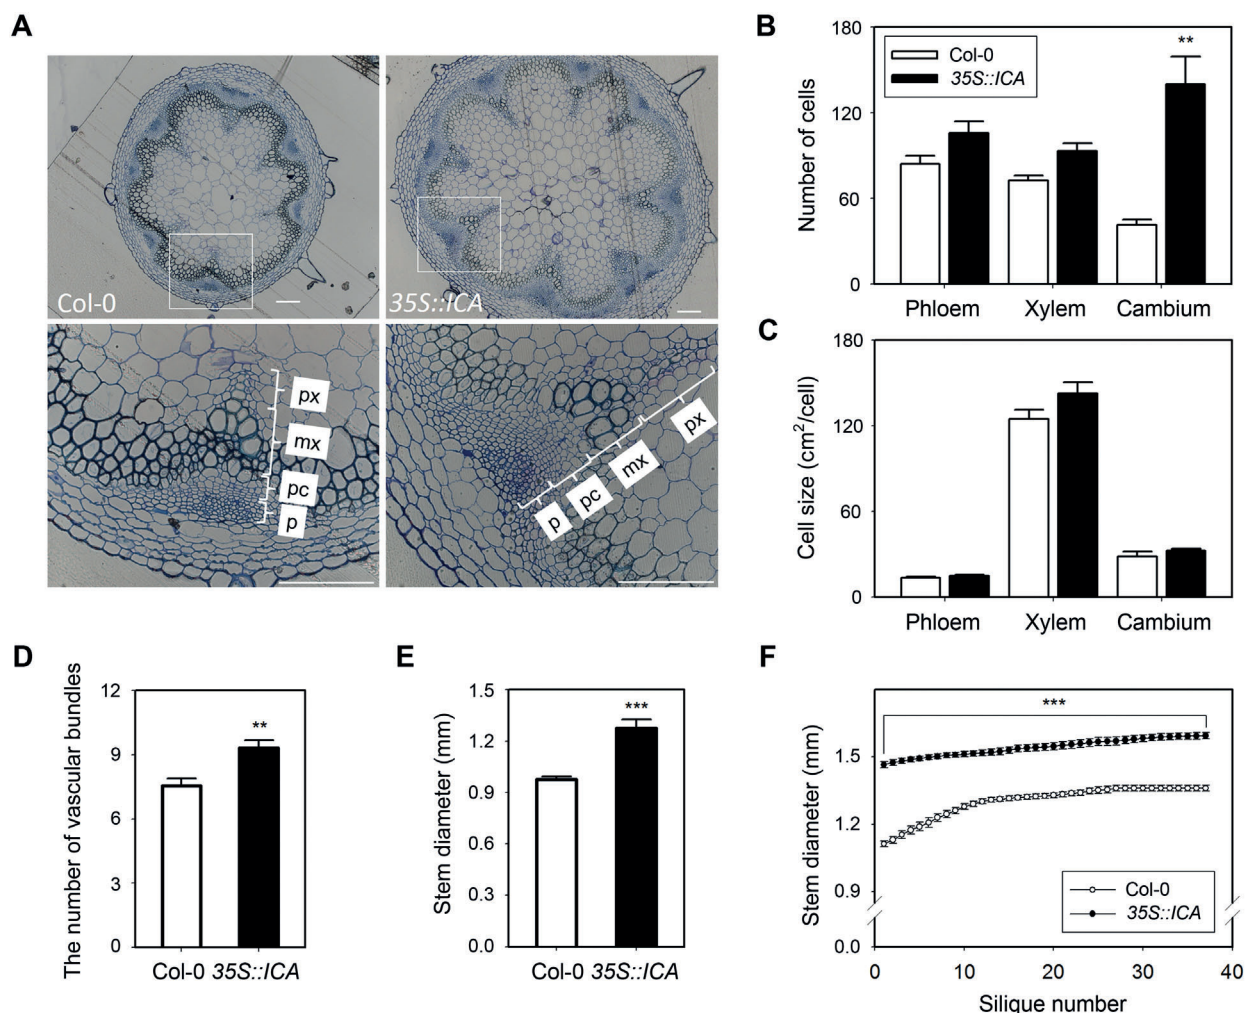 A
Col-0
35S::ICA
px
mx
pc
p
px
mx
pc
p
B
Number of cells
180
120
60
0
Col-0
35S::ICA
**
Phloem Xylem Cambium
C
Cell size (cm²/cell)
180
120
60
0
Phloem Xylem Cambium
D
The number of vascular bundles
12
9
6
3
0
**
Col-0 35S::ICA
E
Stem diameter (mm)
1.5
1.2
0.9
0.6
0.3
0.0
***
Col-0 35S::ICA
F
Stem diameter (mm)
1.5
1.2
0.9
0.0
***
Col-0
35S::ICA
0 10 20 30 40
Silique number